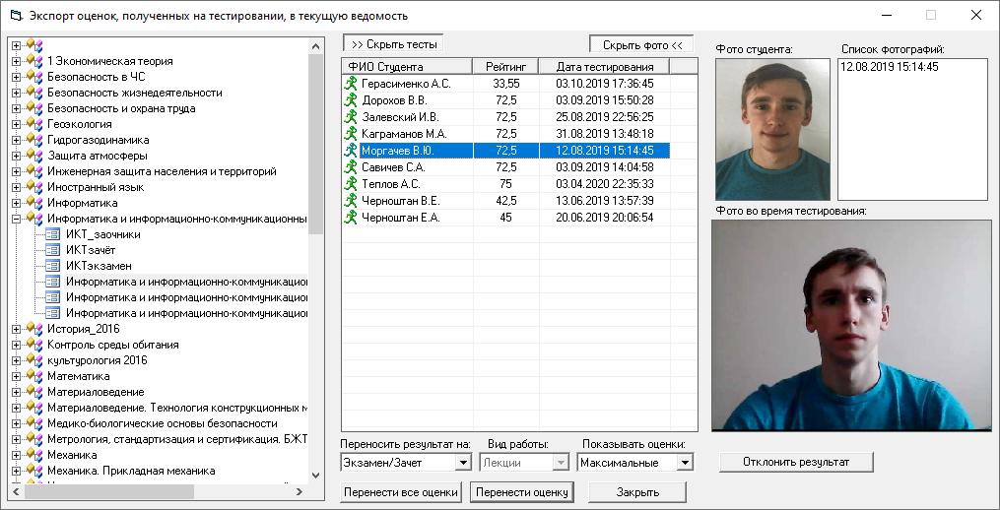 Экспорт оценок, полученных на тестировании, в текущую ведомость
1 Экономическая теория
Безопасность в ЧС
Безопасность жизнедеятельности
Безопасность и охрана труда
Геоэкология
Гидрогазодинамика
Защита атмосферы
Инженерная защита населения и территорий
Иностранный язык
Информатика
Информатика и информационно-коммуникационны
ИКТ_заочники
ИКТзачёт
ИКТэкзамен
Информатика и информационно-коммуникацион
Информатика и информационно-коммуникацион
Информатика и информационно-коммуникацион
История_2016
Контроль среды обитания
культурология 2016
Математика
Материаловедение
Материаловедение. Технология конструкционных м
Медико-биологические основы безопасности
Метрология, стандартизация и сертификация. БЖТ
Механика
Механика. Прикладная механика
>> Скрыть тесты
Скрыть фото <<
ФИО Студента Рейтинг Дата тестирования
Герасименко А.С. 33,55 03.10.2019 17:36:45
Дорохов В.В. 72,5 03.09.2019 15:50:28
Залевский И.В. 72,5 25.08.2019 22:56:25
Каграманов М.А. 72,5 31.08.2019 13:48:18
Моргачев В.Ю. 72,5 12.08.2019 15:14:45
Савичев С.А. 72,5 03.09.2019 14:04:58
Теплов А.С. 75 03.04.2020 22:35:33
Черноштан В.Е. 42,5 13.06.2019 13:57:39
Черноштан Е.А. 45 20.06.2019 20:06:54
Переносить результат на: Вид работы: Показывать оценки:
Экзамен/Зачет Лекции Максимальные
Перенести все оценки Перенести оценку Закрыть
Фото студента: Список фотографий:
12.08.2019 15:14:45
Фото во время тестирования:
Отклонить результат